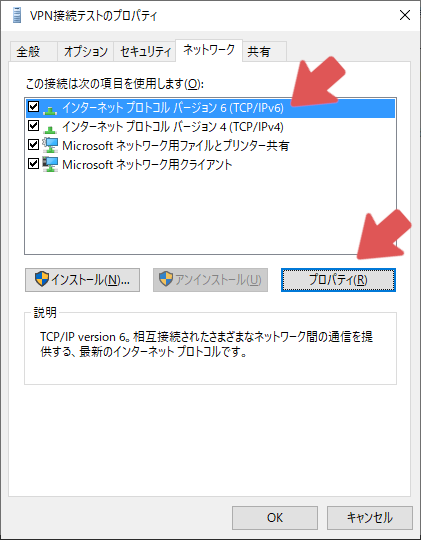 VPN接続テストのプロパティ
全般 オプション セキュリティ ネットワーク 共有
この接続は次の項目を使用します(O):
インターネット プロトコル バージョン 6 (TCP/IPv6)
インターネット プロトコル バージョン 4 (TCP/IPv4)
Microsoft ネットワーク用ファイルとプリンター共有
Microsoft ネットワーク用クライアント
インストール(N)... アンインストール(U) プロパティ(R)
説明
TCP/IP version 6。相互接続されたさまざまなネットワーク間の通信を提
供する、最新のインターネット プロトコルです。
OK キャンセル